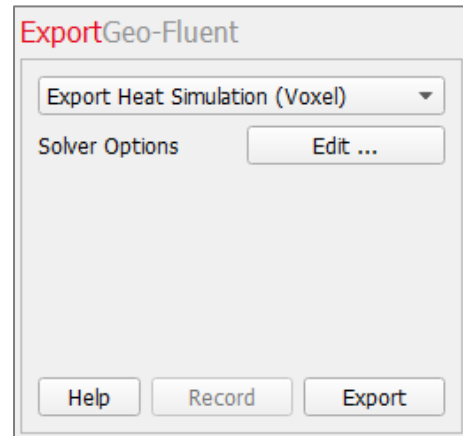 ExportGeo-Fluent
Export Heat Simulation (Voxel)
Solver Options Edit ...
Help Record Export